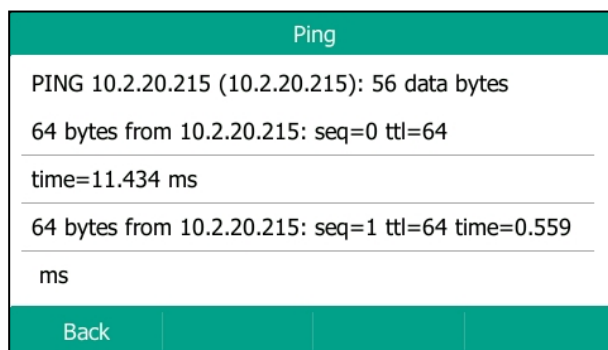 Ping
PING 10.2.20.215 (10.2.20.215): 56 data bytes
64 bytes from 10.2.20.215: seq=0 ttl=64
time=11.434 ms
64 bytes from 10.2.20.215: seq=1 ttl=64 time=0.559
ms
Back